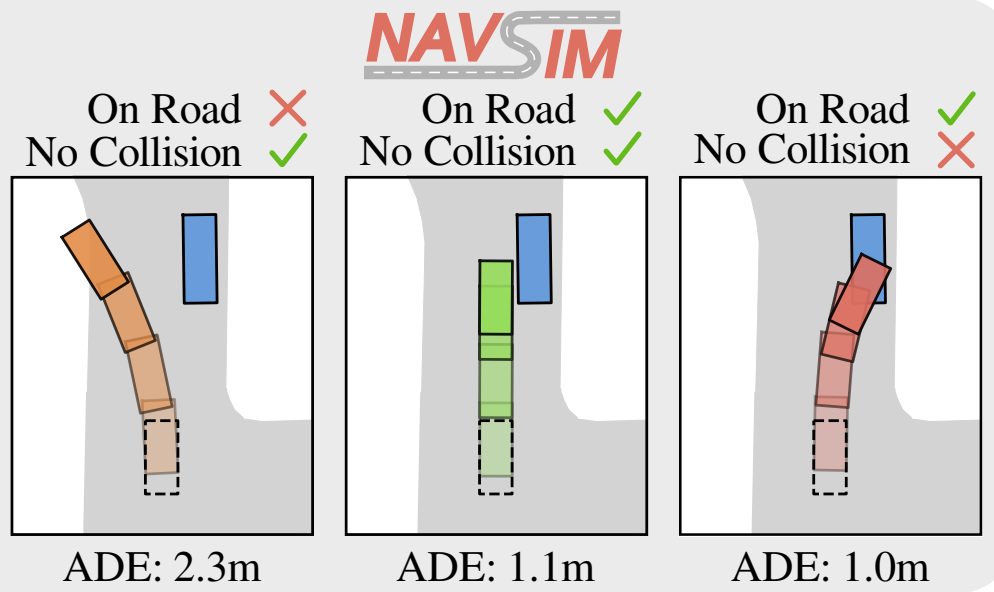 NAVSIM
On Road
No Collision
ADE: 2.3m
On Road
No Collision
ADE: 1.1m
On Road
No Collision
ADE: 1.0m